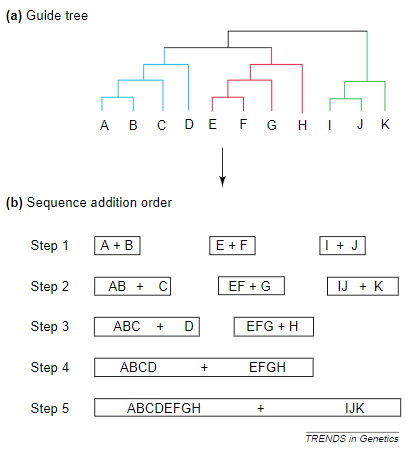 (a) Guide tree
A B C D E F G H I J K
(b) Sequence addition order
Step 1 A + B E + F I + J
Step 2 AB + C EF + G IJ + K
Step 3 ABC + D EFG + H
Step 4 ABCD + EFGH
Step 5 ABCDEFGH + IJK
TRENDS in Genetics